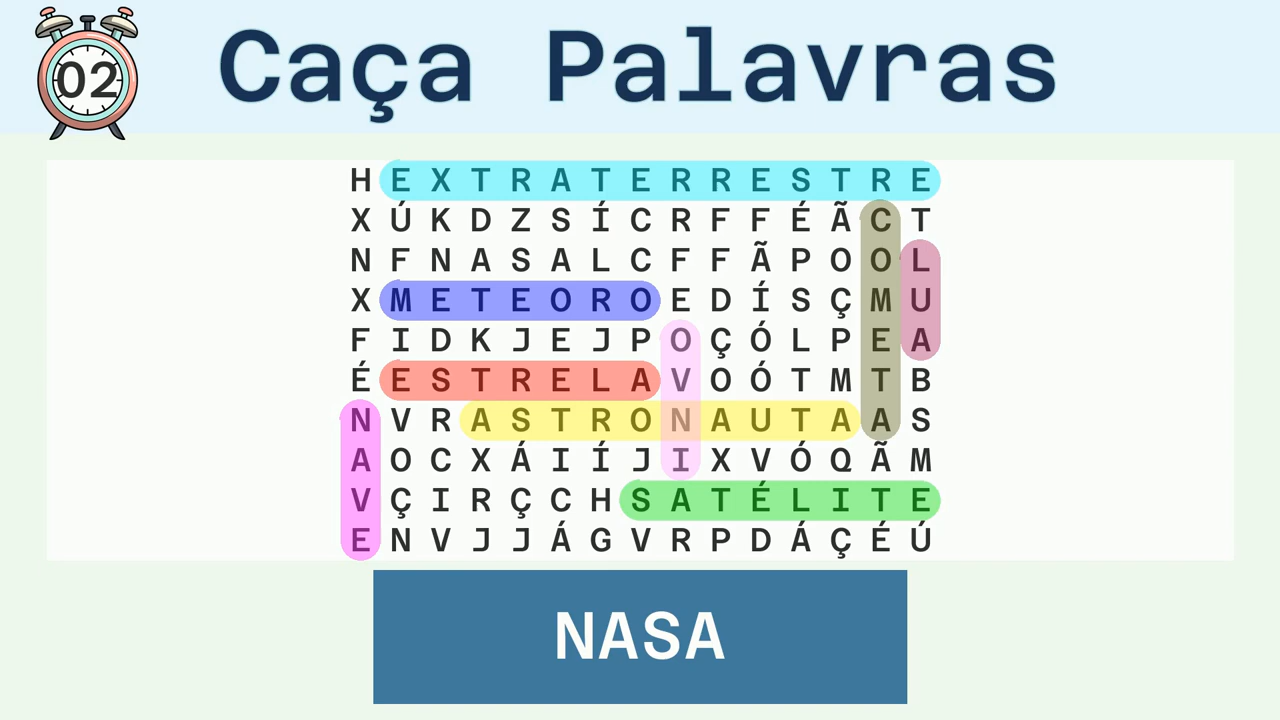 02
Caça Palavras
H E X T R A T E R R E S T R E
X Ú K D Z S Í C R F F É Ã C T
N F N A S A L C F F Ã P O O L
X M E T E O R O E D Í S Ç M U
F I D K J E J P O Ç Ó L P E A
É E S T R E L A V O Ó T M T B
N V R A S T R O N A U T A A S
A O C X Á I Í J I X V Ó Q Ã M
V Ç I R Ç C H S A T É L I T E
E N V J J Á G V R P D Á Ç É Ú
NASA